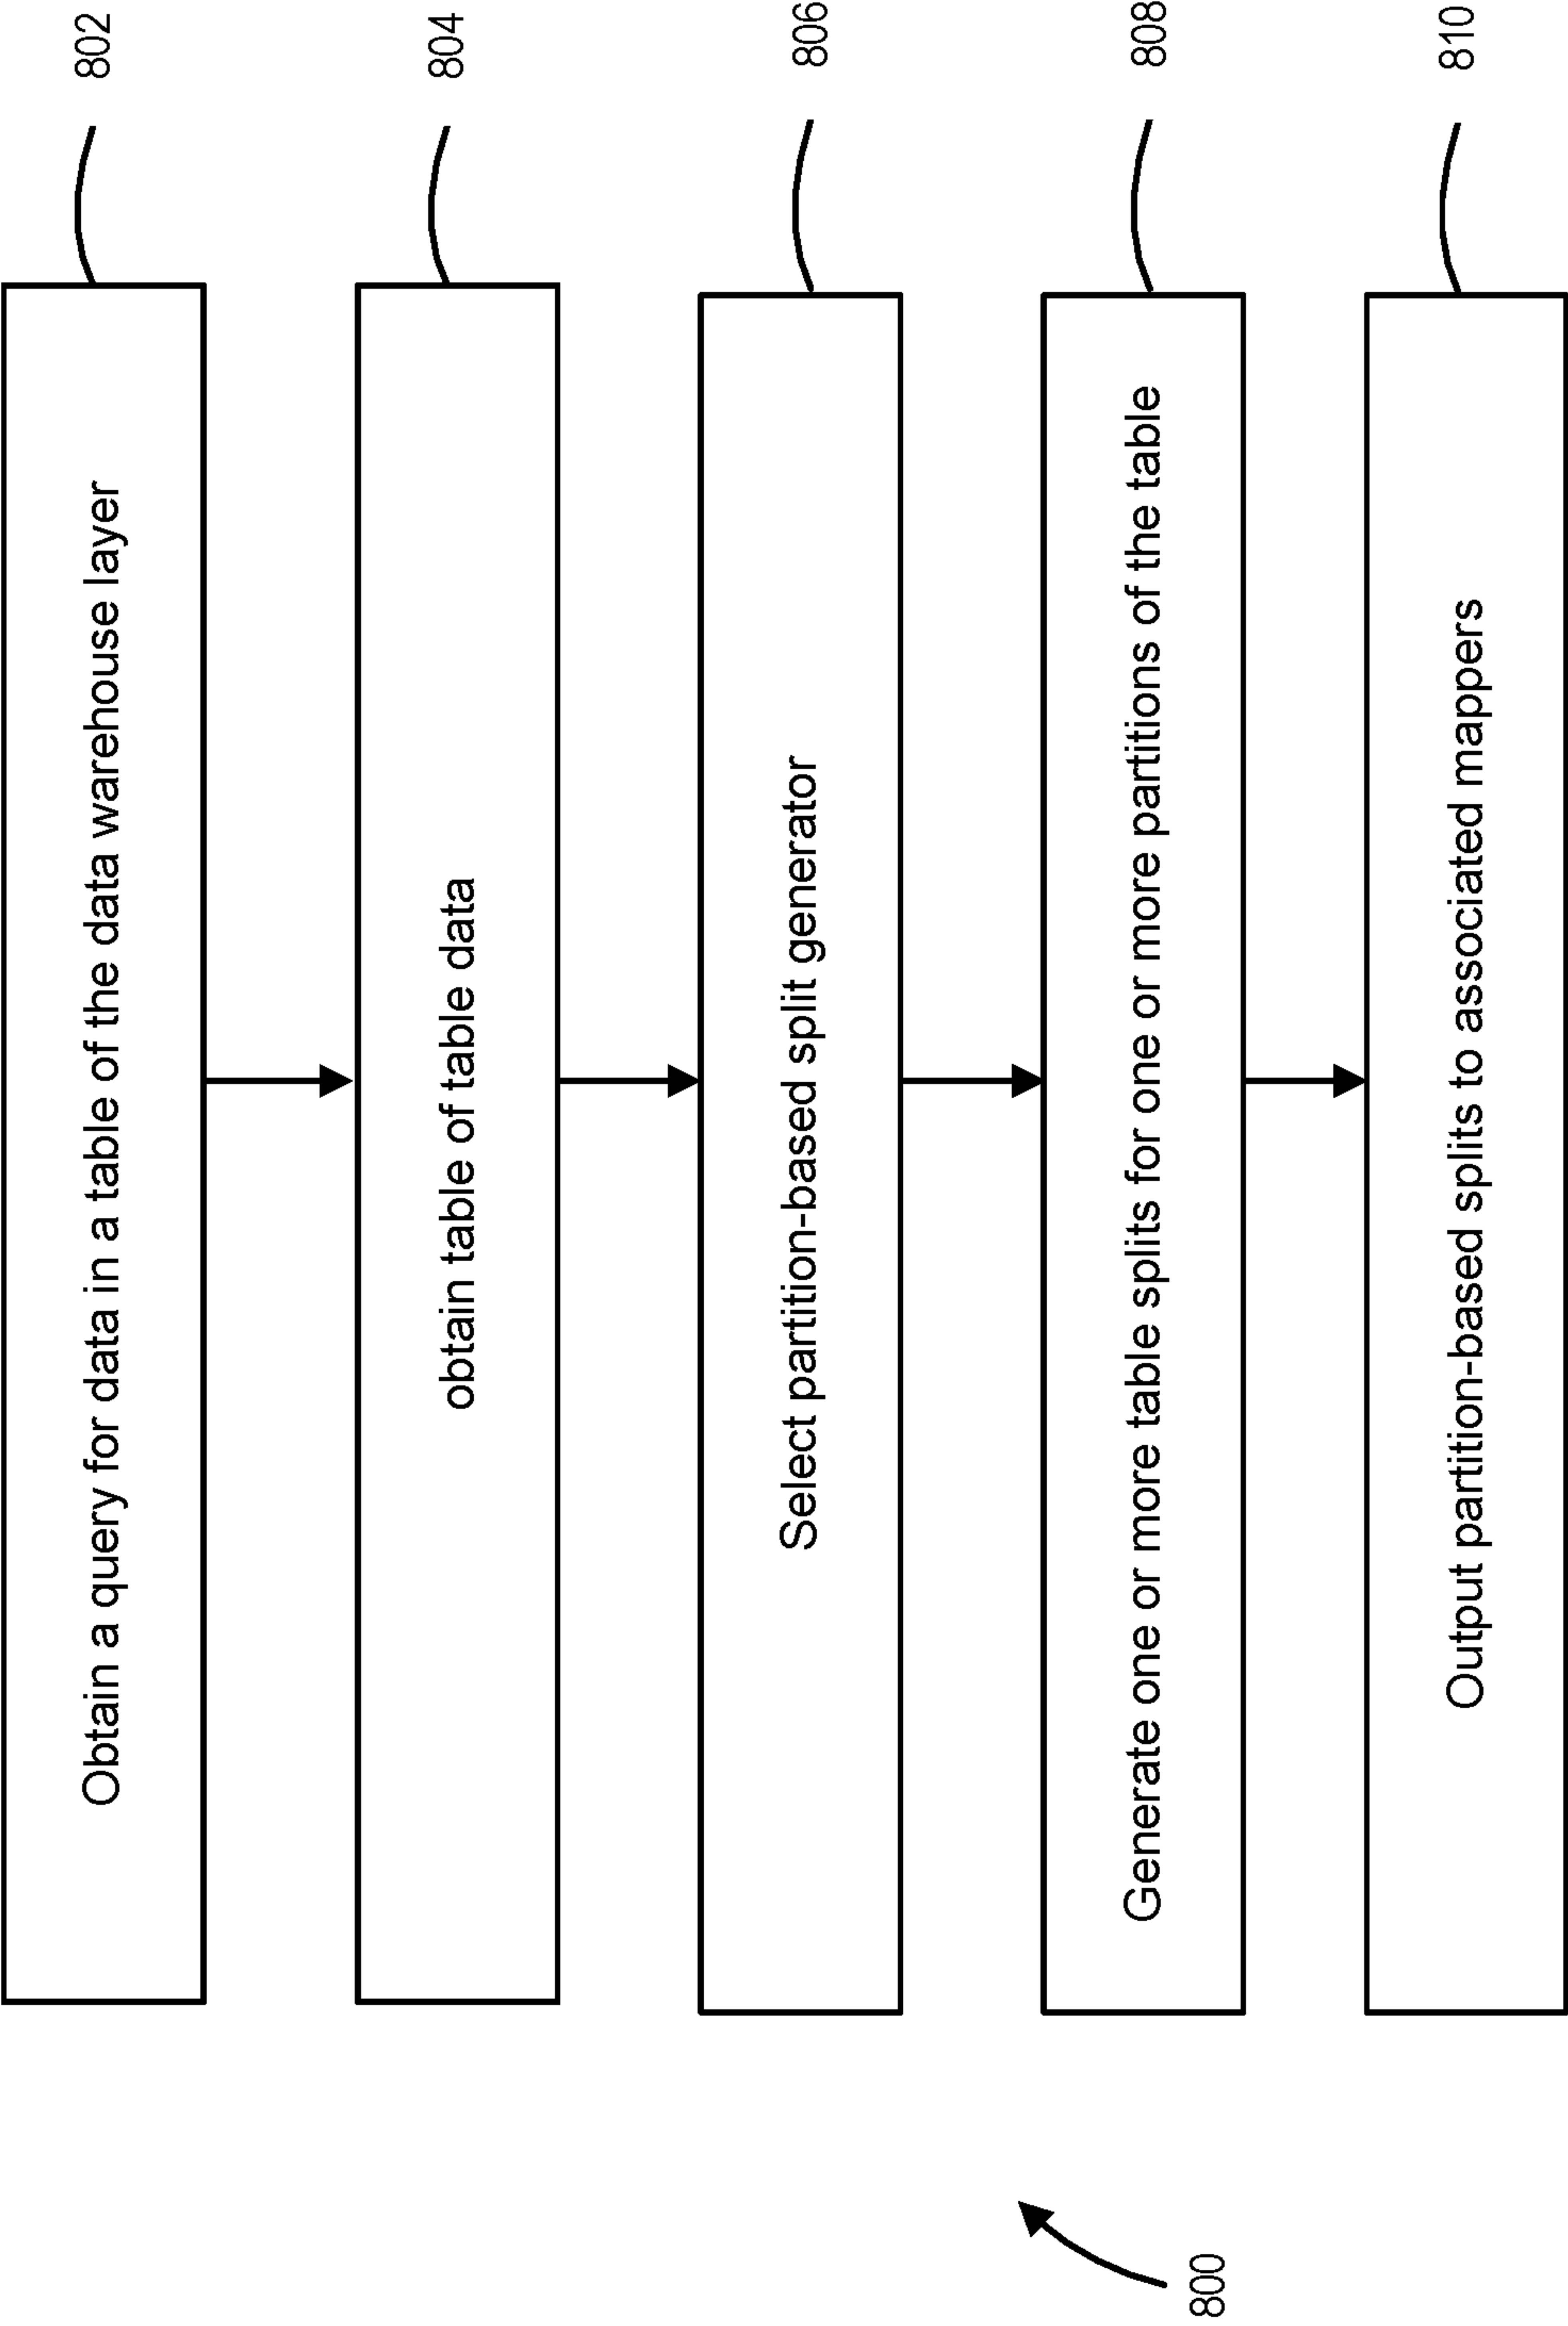 Obtain a query for data in a table of the data warehouse layer
802
obtain table of table data
804
Select partition-based split generator
806
Generate one or more table splits for one or more partitions of the table
808
Output partition-based splits to associated mappers
810
800